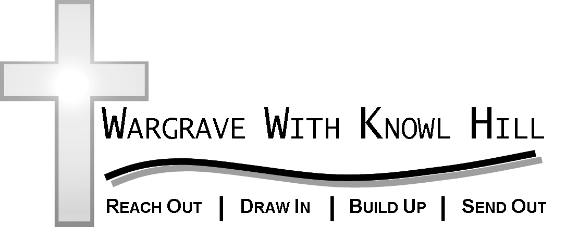 Wargrave With Knowl Hill
Reach Out | Draw In | Build Up | Send Out